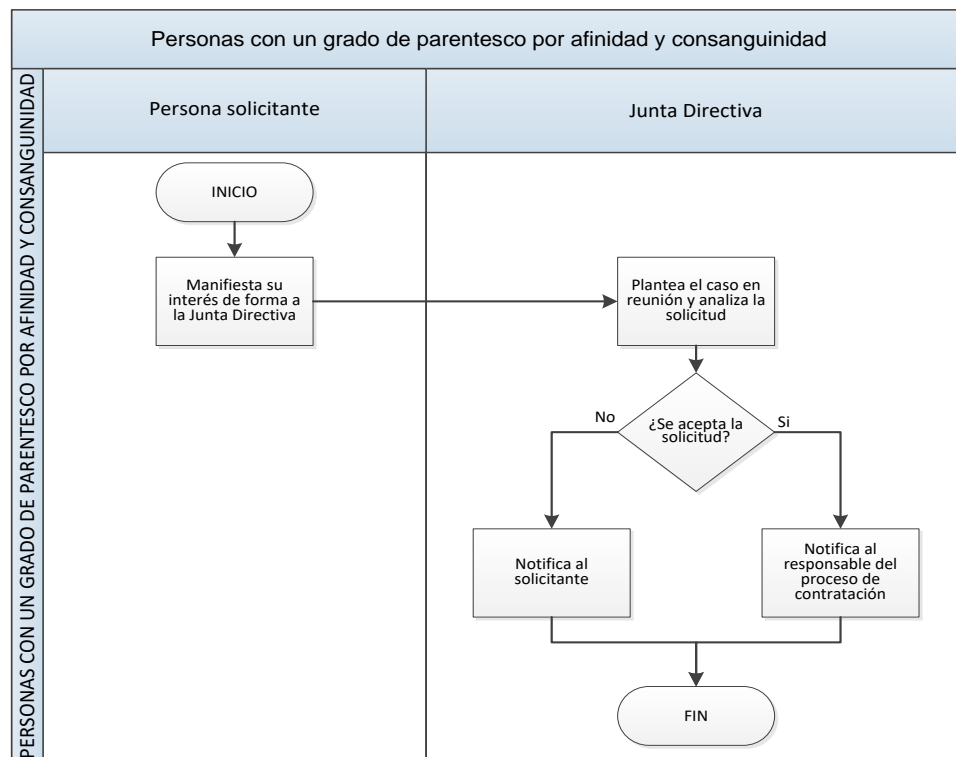 Personas con un grado de parentesco por afinidad y consanguinidad
PERSONAS CON UN GRADO DE PARENTESCO POR AFINIDAD Y CONSANGUINIDAD
Persona solicitante
Junta Directiva
INICIO
Manifiesta su
interés de forma a
la Junta Directiva
Plantea el caso en
reunión y analiza la
solicitud
¿Se acepta la
solicitud?
No
Si
Notifica al
solicitante
Notifica al
responsable del
proceso de
contratación
FIN